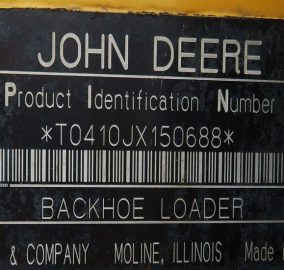 JOHN DEERE
Product Identification Number
*T0410JX150688*
BACKHOE LOADER
& COMPANY MOLINE, ILLINOIS Made i